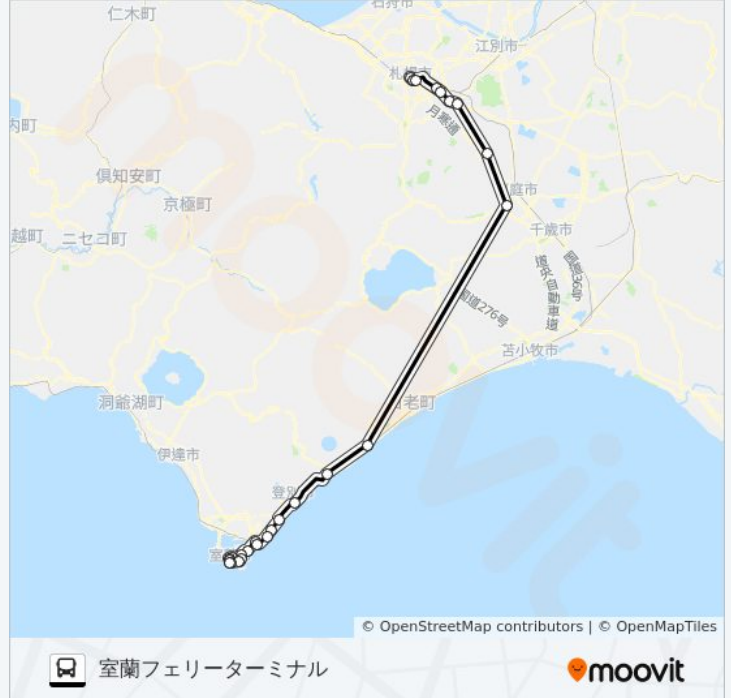 仁木町
石狩市
江別市
札幌市
内町
月寒通
倶知安町
庭市
京極町
越町
ニセコ町
千歳市
国道36号
道央自動車道
国道276号
苫小牧市
洞爺湖町
白老町
伊達市
登別
室
moovit
© OpenStreetMap contributors | © OpenMapTiles
室蘭フェリーターミナル
moovit